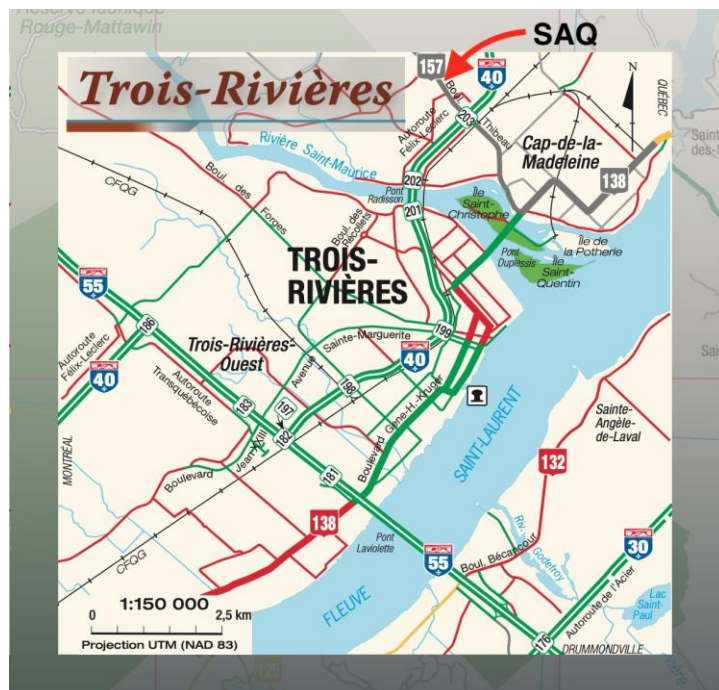 Réserve faunique
Rouge-Mattawin
SAQ
157
40
Trois-Rivières
N
QUÉBEC
Boul.
Thibeau
203
Autoroute
Félix-Leclerc
Rivière Saint-Maurice
Cap-de-la-
Madeleine
138
CFQG
Boul. des Forges
202
Pont
Radisson
201
Île
Saint-
Christophe
Boul. des
Récollets
Pont
Duplessis
Île de
la Potherie
Île
Saint-
Quentin
TROIS-
RIVIÈRES
55
186
199
Autoroute
Félix-Leclerc
Trois-Rivières-
Ouest
Sainte-Marguerite
40
40
Autoroute
Transquébécoise
Avenue
198
183
197
182
Gene-H.-Kruger
Boulevard
SAINT-LAURENT
Sainte-
Angèle-
de-Laval
MONTRÉAL
Jean XXIII
Boulevard
181
132
138
Pont
Laviolette
55
Boul. Bécancour
Riv.
Godefroy
30
CFQG
FLEUVE
Autoroute de l'Acier
Lac
Saint-
Paul
1:150 000
0 2,5 km
Projection UTM (NAD 83)
176
DRUMMONDVILLE